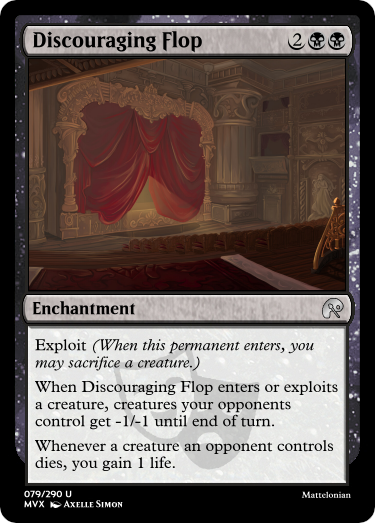 Discouraging Flop 2
Enchantment
Exploit (When this permanent enters, you
may sacrifice a creature.)
When Discouraging Flop enters or exploits
a creature, creatures your opponents
control get -1/-1 until end of turn.
Whenever a creature an opponent controls
dies, you gain 1 life.
079/290 U
MVX Axelle Simon
Mattelonian